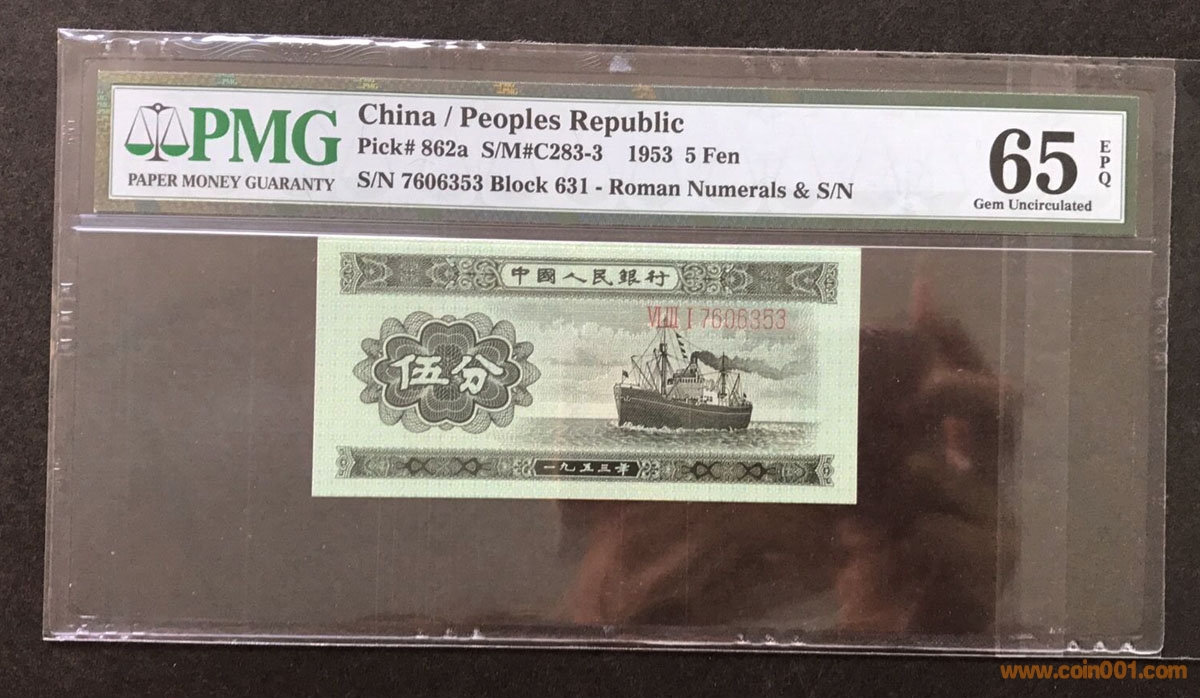 PMG
PAPER MONEY GUARANTY
China / Peoples Republic
Pick# 862a S/M#C283-3 1953 5 Fen
S/N 7606353 Block 631 - Roman Numerals & S/N
65
EPQ
Gem Uncirculated
中國人民銀行
VI III I 7606353
伍分
一九五三年
www.coin001.com